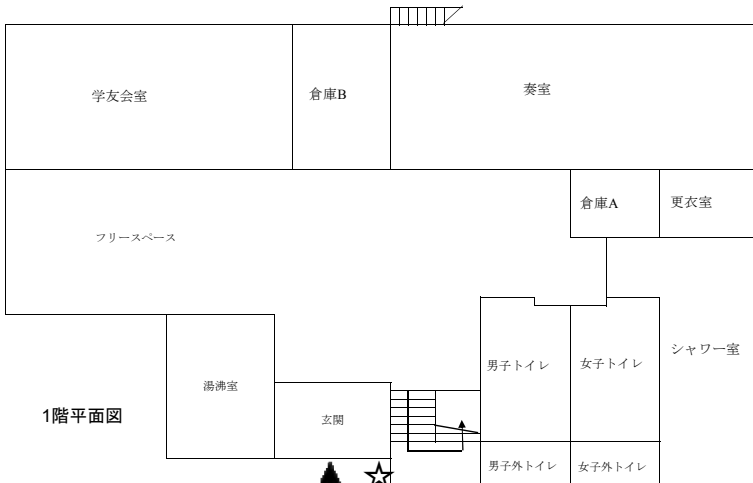 学友会室
倉庫B
奏室
倉庫A
更衣室
フリースペース
男子トイレ
女子トイレ
シャワー室
湯沸室
玄関
1階平面図
男子外トイレ
女子外トイレ